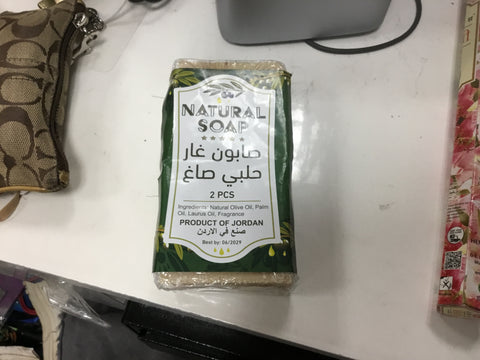 NATURAL
SOAP
صابون غار
حلبي صاغ
2 PCS
Ingredients: Natural Olive Oil, Palm
Oil, Laurus Oil, Fragrance
PRODUCT OF JORDAN
صنع في الاردن
Best by: 06/2029